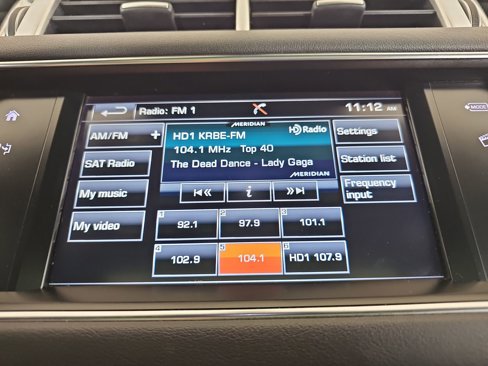 Radio: FM 1
11:12 AM
MODE
AM/FM +
MERIDIAN
HD1 KRBE-FM
HD Radio
Settings
104.1 MHz Top 40
SAT Radio
The Dead Dance - Lady Gaga
Station list
MERIDIAN
My music
i
Frequency
input
My video
1 92.1
2 97.9
3 101.1
4 102.9
5 104.1
6 HD1 107.9